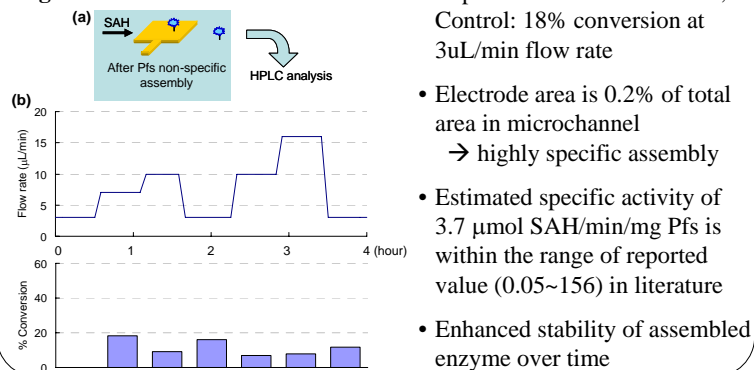 (a)
SAH
After Pfs non-specific
assembly
HPLC analysis
(b)
Flow rate (μL/min)
20
15
10
5
0
0 1 2 3 4 (hour)
% Conversion
60
40
20
0
Control: 18% conversion at
3uL/min flow rate
• Electrode area is 0.2% of total
area in microchannel
→ highly specific assembly
• Estimated specific activity of
3.7 μmol SAH/min/mg Pfs is
within the range of reported
value (0.05~156) in literature
• Enhanced stability of assembled
enzyme over time